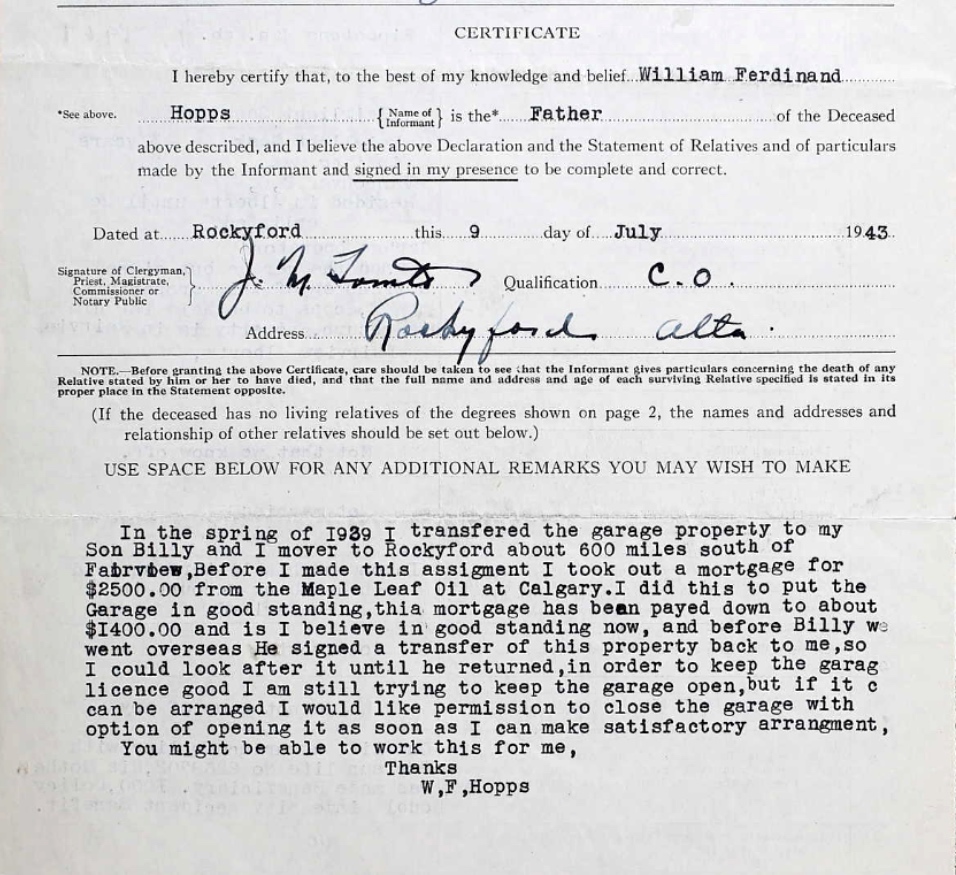 CERTIFICATE
I hereby certify that, to the best of my knowledge and belief...William Ferdinand
*See above. Hopps {Name of Informant} is the* Father of the Deceased
above described, and I believe the above Declaration and the Statement of Relatives and of particulars
made by the Informant and signed in my presence to be complete and correct.
Dated at Rockyford this 9 day of July 1943.
Signature of Clergyman,
Priest, Magistrate,
Commissioner or
Notary Public
J. M. Qualification C.O.
Address Rockyford Alta.
NOTE.—Before granting the above Certificate, care should be taken to see that the Informant gives particulars concerning the death of any
Relative stated by him or her to have died, and that the full name and address and age of each surviving Relative specified is stated in its
proper place in the Statement opposite.
(If the deceased has no living relatives of the degrees shown on page 2, the names and addresses and
relationship of other relatives should be set out below.)
USE SPACE BELOW FOR ANY ADDITIONAL REMARKS YOU MAY WISH TO MAKE
In the spring of I939 I transfered the garage property to my
Son Billy and I mover to Rockyford about 600 miles south of
Fabrvbew,Before I made this assigment I took out a mortgage for
$2500.00 from the Maple Leaf Oil at Calgary.I did this to put the
Garage in good standing,thia mortgage has been payed down to about
$I400.00 and is I believe in good standing now, and before Billy we
went overseas He signed a transfer of this property back to me,so
I could look after it until he returned,in order to keep the garag
licence good I am still trying to keep the garage open,but if it c
can be arranged I would like permission to close the garage with
option of opening it as soon as I can make satisfactory arrangment,
You might be able to work this for me,
Thanks
W,F,Hopps